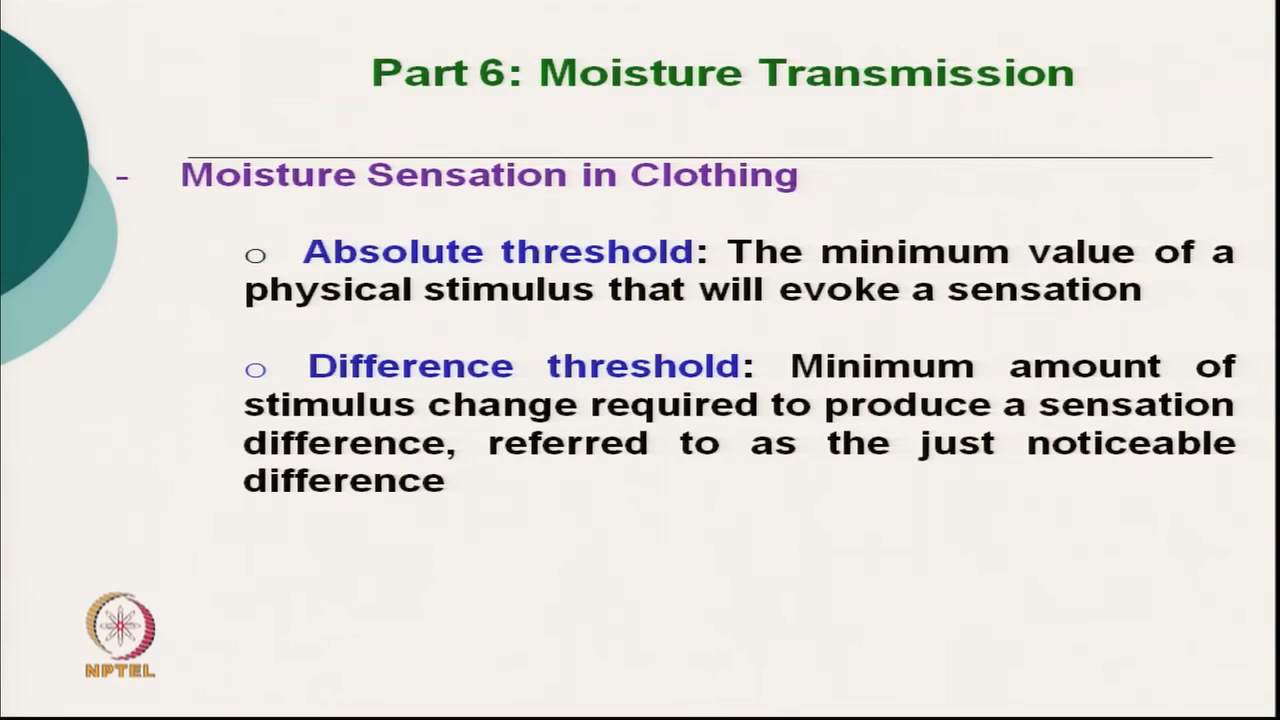 Part 6: Moisture Transmission
- Moisture Sensation in Clothing
o Absolute threshold: The minimum value of a
physical stimulus that will evoke a sensation
o Difference threshold: Minimum amount of
stimulus change required to produce a sensation
difference, referred to as the just noticeable
difference
NPTEL